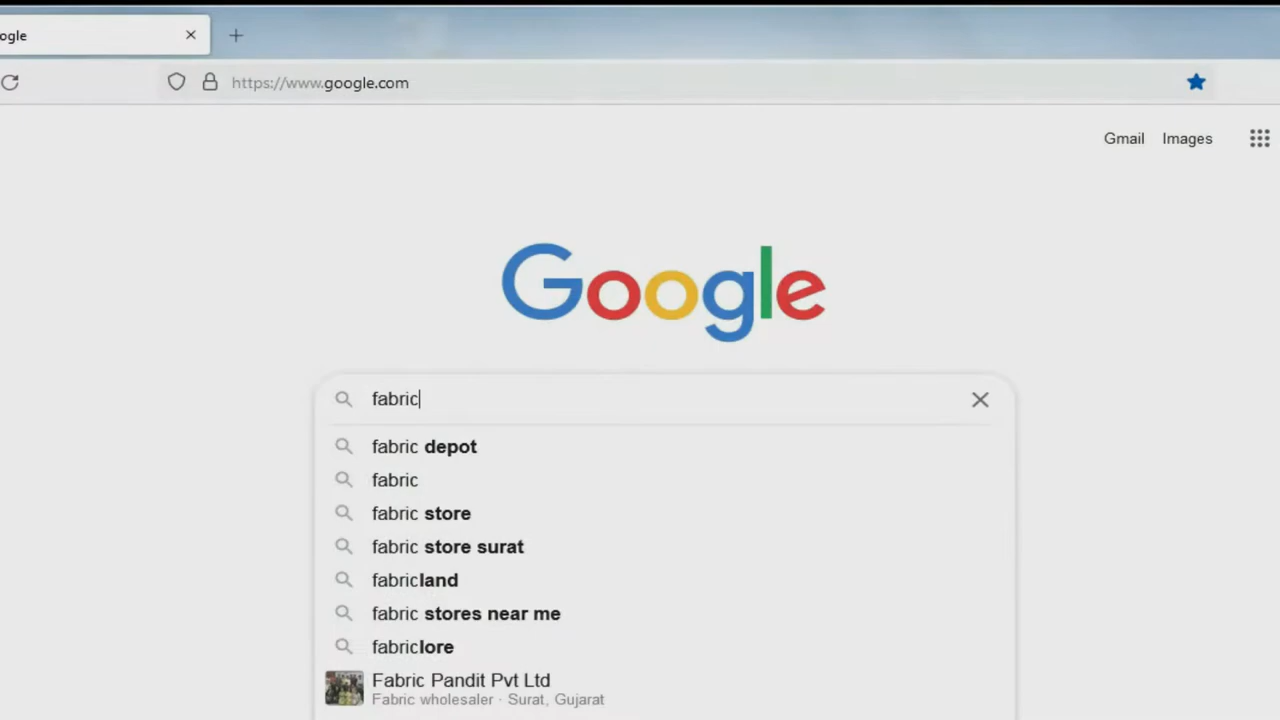 ogle
https://www.google.com
Gmail Images
Google
fabric
fabric depot
fabric
fabric store
fabric store surat
fabricland
fabric stores near me
fabriclore
Fabric Pandit Pvt Ltd
Fabric wholesaler · Surat, Gujarat